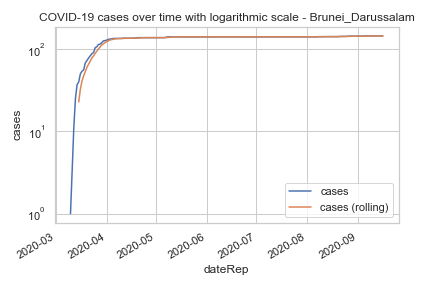 COVID-19 cases over time with logarithmic scale - Brunei_Darussalam
10²
10¹
10⁰
cases
cases
cases (rolling)
2020-03
2020-04
2020-05
2020-06
2020-07
2020-08
2020-09
dateRep